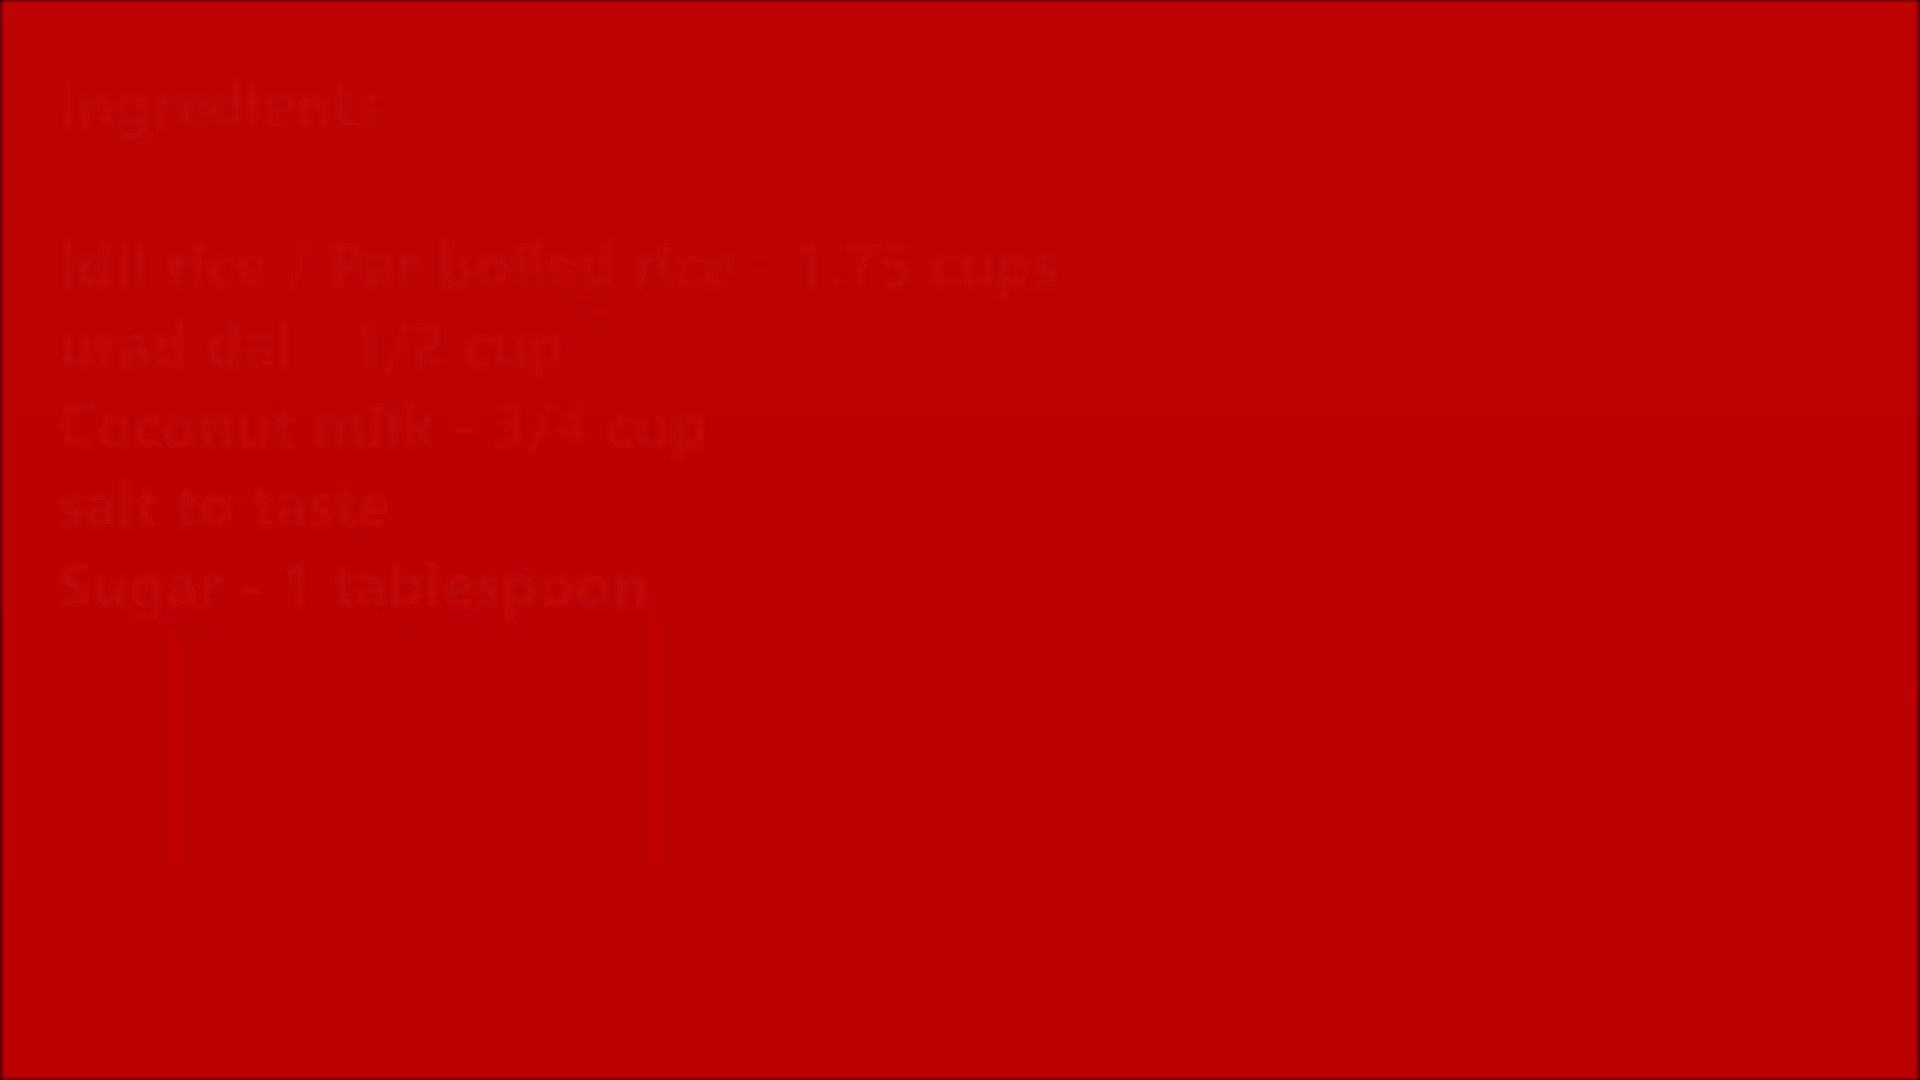 Ingredients
Idli rice / Par boiled rice - 1.75 cups
urad dal - 1/2 cup
Coconut milk - 3/4 cup
salt to taste
Sugar - 1 tablespoon